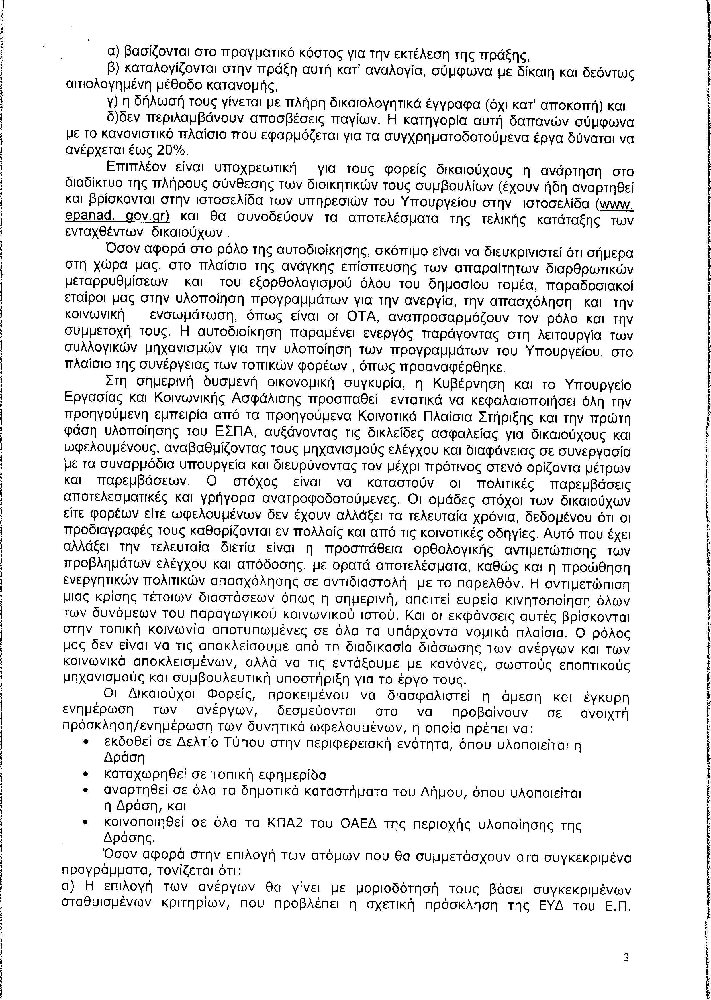 α) βασίζονται στο πραγματικό κόστος για την εκτέλεση της πράξης,
β) καταλογίζονται στην πράξη αυτή κατ’ αναλογία, σύμφωνα με δίκαιη και δεόντως
αιτιολογημένη μέθοδο κατανομής,
γ) η δήλωσή τους γίνεται με πλήρη δικαιολογητικά έγγραφα (όχι κατ’ αποκοπή) και
δ)δεν περιλαμβάνουν αποσβέσεις παγίων. Η κατηγορία αυτή δαπανών σύμφωνα
με το κανονιστικό πλαίσιο που εφαρμόζεται για τα συγχρηματοδοτούμενα έργα δύναται να
ανέρχεται έως 20%.
Επιπλέον είναι υποχρεωτική για τους φορείς δικαιούχους η ανάρτηση στο
διαδίκτυο της πλήρους σύνθεσης των διοικητικών τους συμβουλίων (έχουν ήδη αναρτηθεί
και βρίσκονται στην ιστοσελίδα των υπηρεσιών του Υπουργείου στην ιστοσελίδα (www.
epanad. gov.gr) και θα συνοδεύουν τα αποτελέσματα της τελικής κατάταξης των
ενταχθέντων δικαιούχων .
Όσον αφορά στο ρόλο της αυτοδιοίκησης, σκόπιμο είναι να διευκρινιστεί ότι σήμερα
στη χώρα μας, στο πλαίσιο της ανάγκης επίσπευσης των απαραίτητων διαρθρωτικών
μεταρρυθμίσεων και του εξορθολογισμού όλου του δημοσίου τομέα, παραδοσιακοί
εταίροι μας στην υλοποίηση προγραμμάτων για την ανεργία, την απασχόληση και την
κοινωνική ενσωμάτωση, όπως είναι οι ΟΤΑ, αναπροσαρμόζουν τον ρόλο και την
συμμετοχή τους. Η αυτοδιοίκηση παραμένει ενεργός παράγοντας στη λειτουργία των
συλλογικών μηχανισμών για την υλοποίηση των προγραμμάτων του Υπουργείου, στο
πλαίσιο της συνέργειας των τοπικών φορέων , όπως προαναφέρθηκε.
Στη σημερινή δυσμενή οικονομική συγκυρία, η Κυβέρνηση και το Υπουργείο
Εργασίας και Κοινωνικής Ασφάλισης προσπαθεί εντατικά να κεφαλαιοποιήσει όλη την
προηγούμενη εμπειρία από τα προηγούμενα Κοινοτικά Πλαίσια Στήριξης και την πρώτη
φάση υλοποίησης του ΕΣΠΑ, αυξάνοντας τις δικλείδες ασφαλείας για δικαιούχους και
ωφελουμένους, αναβαθμίζοντας τους μηχανισμούς ελέγχου και διαφάνειας σε συνεργασία
με τα συναρμόδια υπουργεία και διευρύνοντας τον μέχρι πρότινος στενό ορίζοντα μέτρων
και παρεμβάσεων. Ο στόχος είναι να καταστούν οι πολιτικές παρεμβάσεις
αποτελεσματικές και γρήγορα ανατροφοδοτούμενες. Οι ομάδες στόχοι των δικαιούχων
είτε φορέων είτε ωφελουμένων δεν έχουν αλλάξει τα τελευταία χρόνια, δεδομένου ότι οι
προδιαγραφές τους καθορίζονται εν πολλοίς και από τις κοινοτικές οδηγίες. Αυτό που έχει
αλλάξει την τελευταία διετία είναι η προσπάθεια ορθολογικής αντιμετώπισης των
προβλημάτων ελέγχου και απόδοσης, με ορατά αποτελέσματα, καθώς και η προώθηση
ενεργητικών πολιτικών απασχόλησης σε αντιδιαστολή με το παρελθόν. Η αντιμετώπιση
μιας κρίσης τέτοιων διαστάσεων όπως η σημερινή, απαιτεί ευρεία κινητοποίηση όλων
των δυνάμεων του παραγωγικού κοινωνικού ιστού. Και οι εκφάνσεις αυτές βρίσκονται
στην τοπική κοινωνία αποτυπωμένες σε όλα τα υπάρχοντα νομικά πλαίσια. Ο ρόλος
μας δεν είναι να τις αποκλείσουμε από τη διαδικασία διάσωσης των ανέργων και των
κοινωνικά αποκλεισμένων, αλλά να τις εντάξουμε με κανόνες, σωστούς εποπτικούς
μηχανισμούς και συμβουλευτική υποστήριξη για το έργο τους.
Οι Δικαιούχοι Φορείς, προκειμένου να διασφαλιστεί η άμεση και έγκυρη
ενημέρωση των ανέργων, δεσμεύονται στο να προβαίνουν σε ανοιχτή
πρόσκληση/ενημέρωση των δυνητικά ωφελουμένων, η οποία πρέπει να:
• εκδοθεί σε Δελτίο Τύπου στην περιφερειακή ενότητα, όπου υλοποιείται η
Δράση
• καταχωρηθεί σε τοπική εφημερίδα
• αναρτηθεί σε όλα τα δημοτικά καταστήματα του Δήμου, όπου υλοποιείται
η Δράση, και
• κοινοποιηθεί σε όλα τα ΚΠΑ2 του ΟΑΕΔ της περιοχής υλοποίησης της
Δράσης.
Όσον αφορά στην επιλογή των ατόμων που θα συμμετάσχουν στα συγκεκριμένα
προγράμματα, τονίζεται ότι:
α) Η επιλογή των ανέργων θα γίνει με μοριοδότησή τους βάσει συγκεκριμένων
σταθμισμένων κριτηρίων, που προβλέπει η σχετική πρόσκληση της ΕΥΔ του Ε.Π.
3